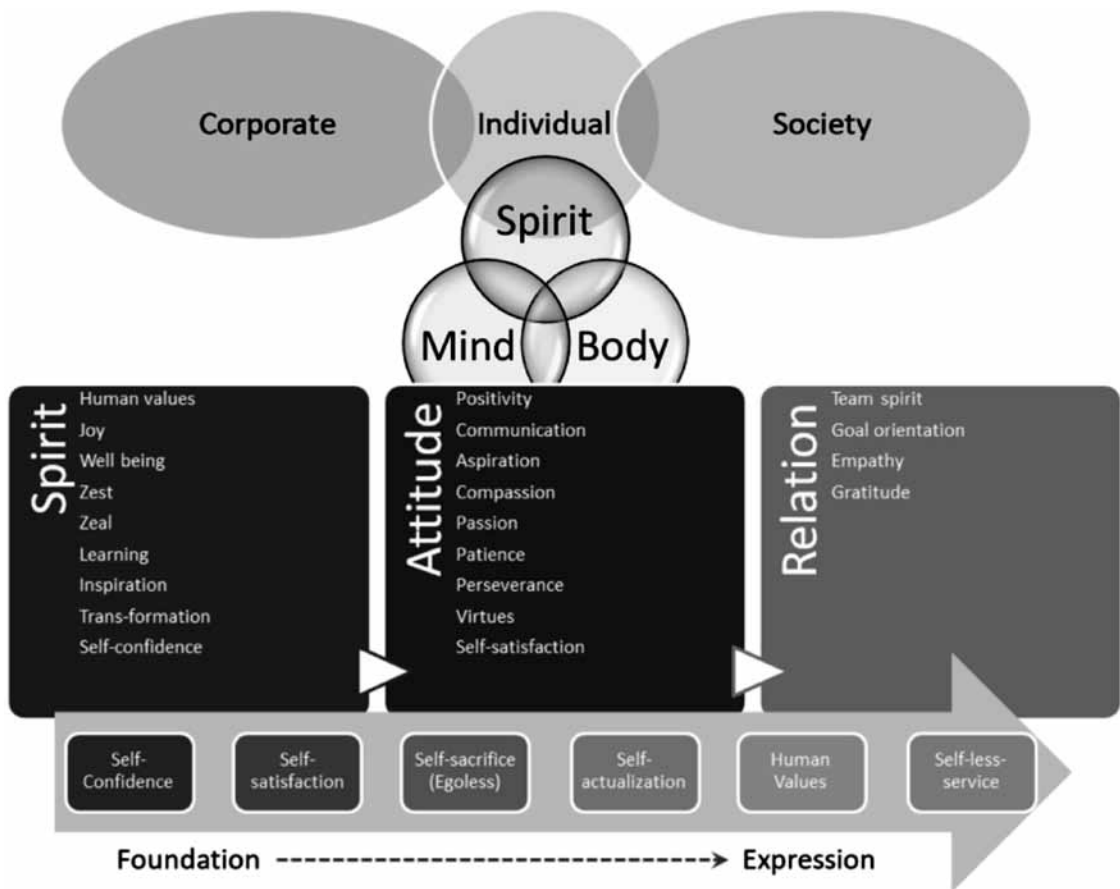 Corporate
Individual
Society
Spirit
Mind
Body
Spirit
Human values
Joy
Well being
Zest
Zeal
Learning
Inspiration
Trans-formation
Self-confidence
Attitude
Positivity
Communication
Aspiration
Compassion
Passion
Patience
Perseverance
Virtues
Self-satisfaction
Relation
Team spirit
Goal orientation
Empathy
Gratitude
Self-
Confidence
Self-
satisfaction
Self-sacrifice
(Egoless)
Self-
actualization
Human
Values
Self-less-
service
Foundation
Expression